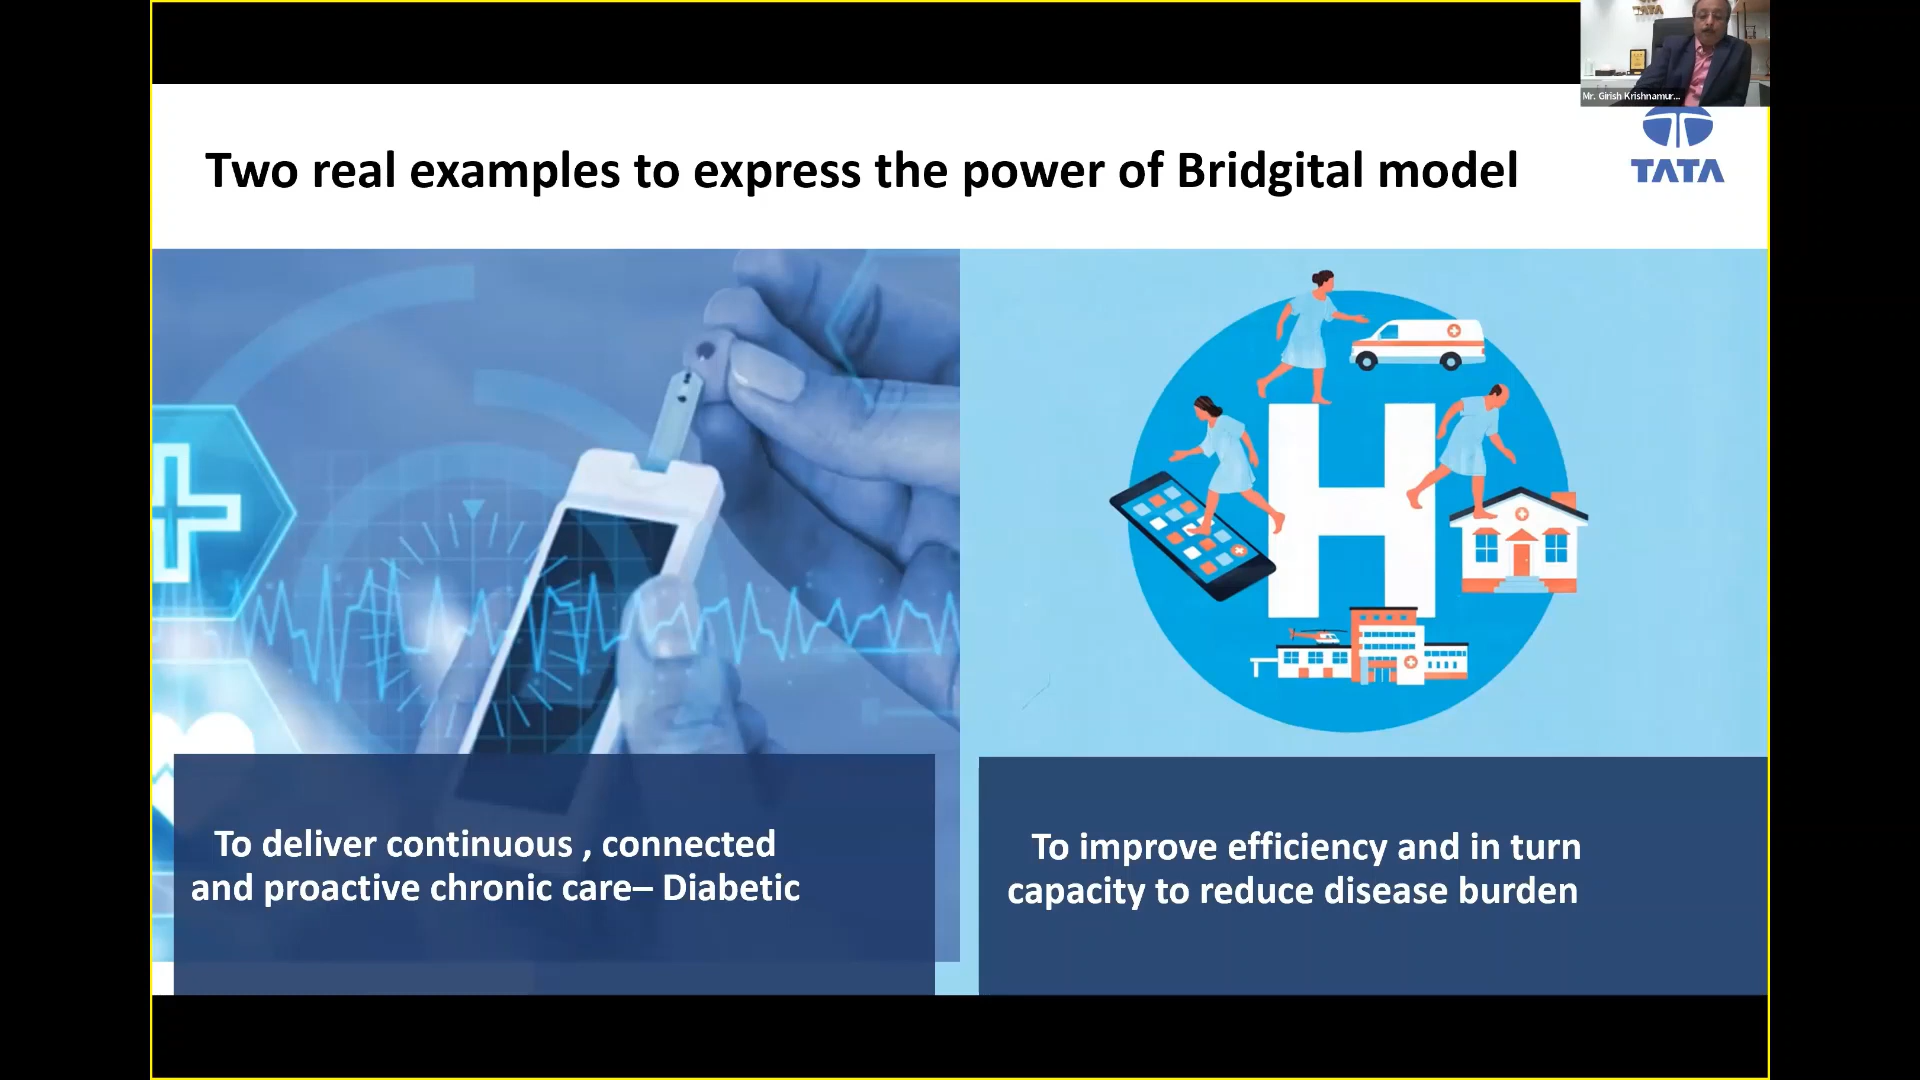 TATA
Mr. Girish Krishnamur...
Two real examples to express the power of Bridgital model
TATA
To deliver continuous , connected
and proactive chronic care– Diabetic
To improve efficiency and in turn
capacity to reduce disease burden
H